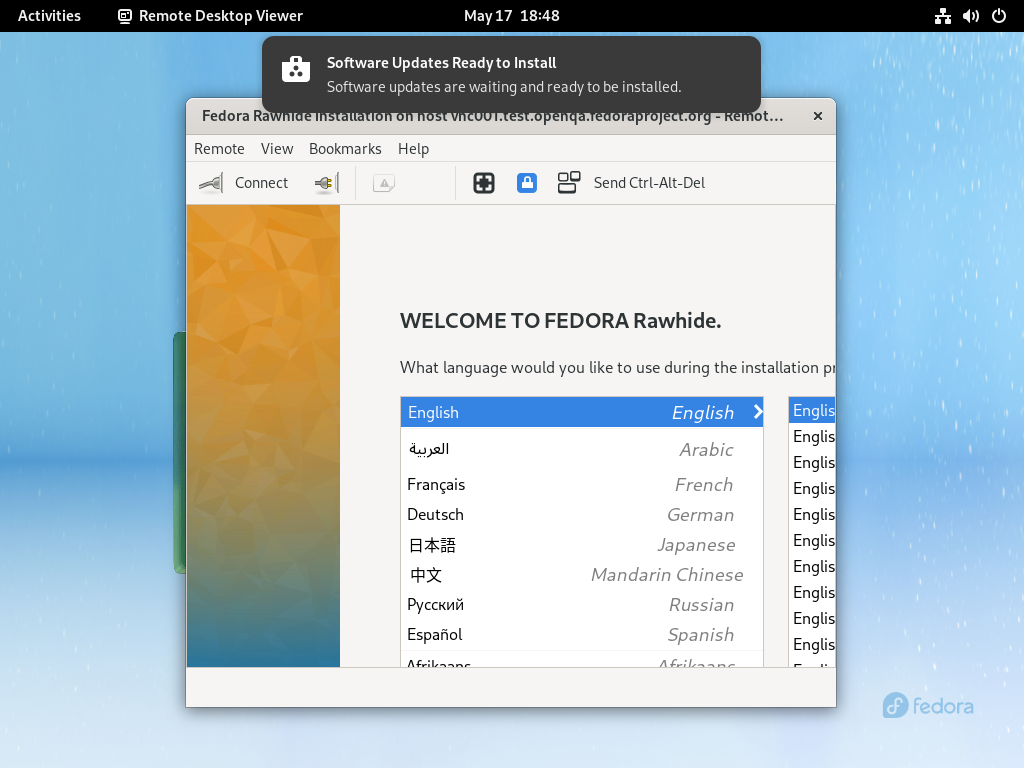 Activities
Remote Desktop Viewer
May 17 18:48
Software Updates Ready to Install
Software updates are waiting and ready to be installed.
Fedora Rawhide installation on host vnc001.test.openqa.fedoraproject.org - Remot…
Remote View Bookmarks Help
Connect
Send Ctrl-Alt-Del
WELCOME TO FEDORA Rawhide.
What language would you like to use during the installation pr
English English
العربية Arabic
Français French
Deutsch German
日本語 Japanese
中文 Mandarin Chinese
Русский Russian
Español Spanish
Afrikaans Afrikaans
Englis
Englis
Englis
Englis
Englis
Englis
Englis
Englis
Englis
Englis
fedora